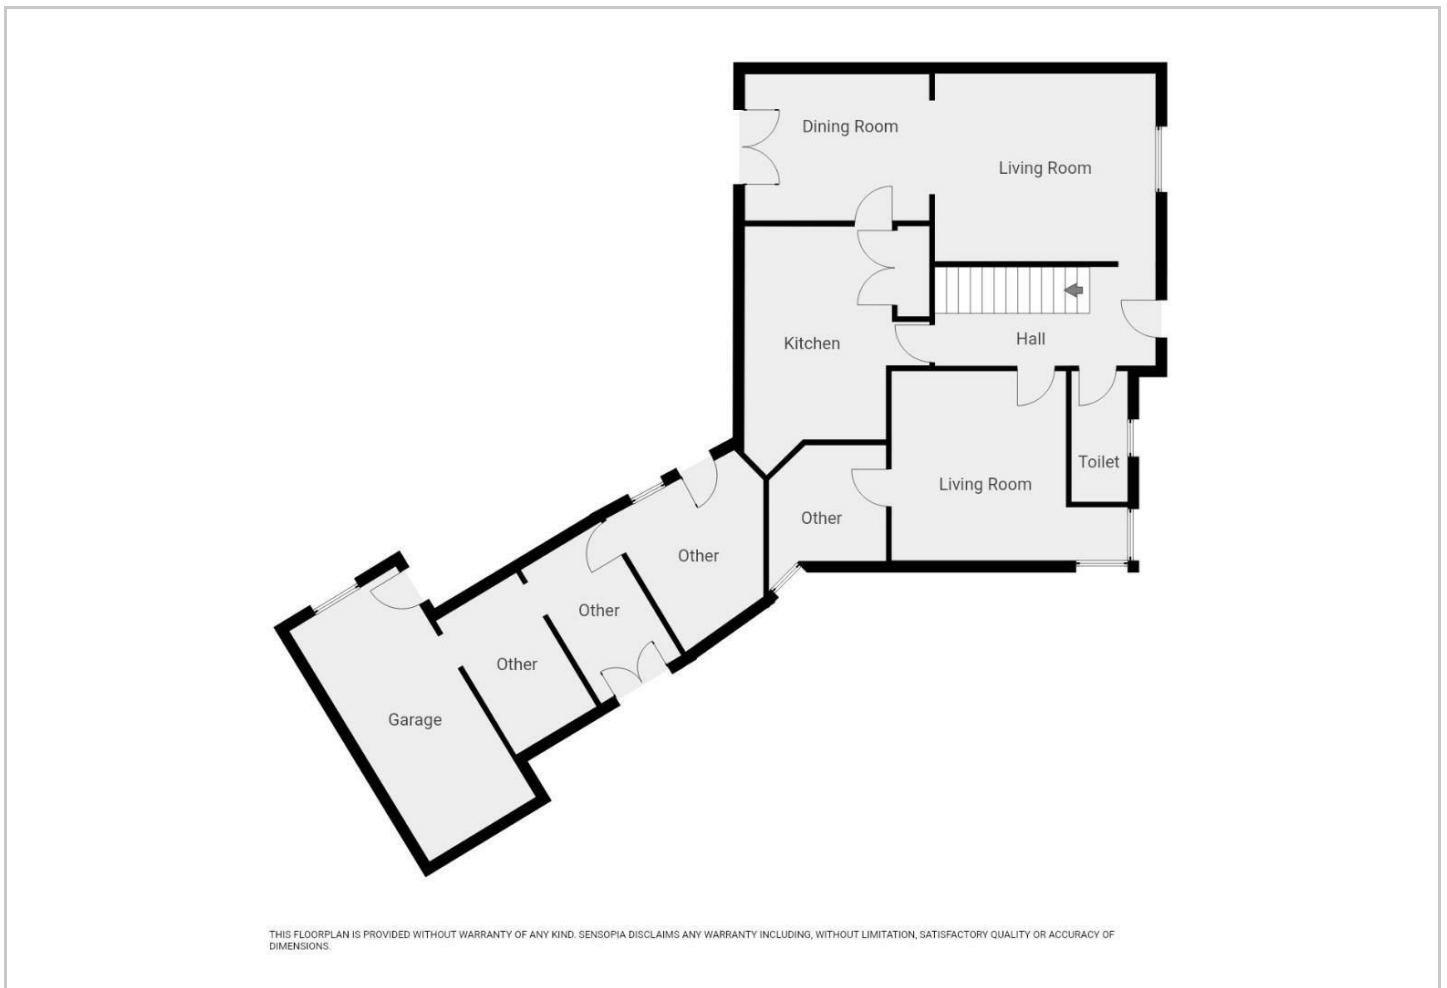 Dining Room
Living Room
Kitchen
Hall
Living Room
Toilet
Other
Other
Other
Other
Garage
THIS FLOORPLAN IS PROVIDED WITHOUT WARRANTY OF ANY KIND. SENSOPIA DISCLAIMS ANY WARRANTY INCLUDING, WITHOUT LIMITATION, SATISFACTORY QUALITY OR ACCURACY OF
DIMENSIONS.